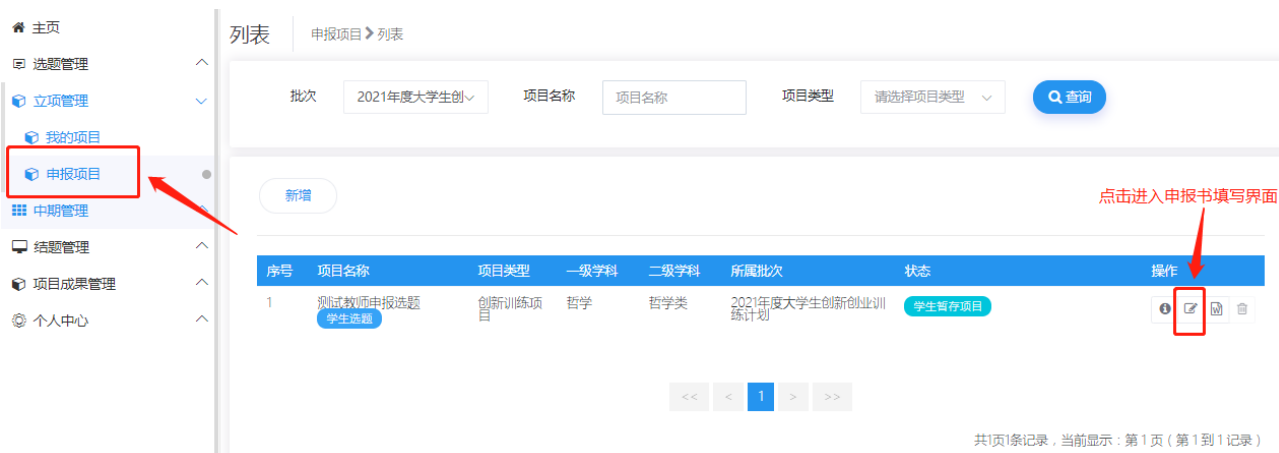 主页
选题管理
立项管理
我的项目
申报项目
中期管理
结题管理
项目成果管理
个人中心
列表 申报项目 列表
批次 2021年度大学生创 项目名称 项目名称 项目类型 请选择项目类型 查询
新增
点击进入申报书填写界面
序号 项目名称 项目类型 一级学科 二级学科 所属批次 状态 操作
1 测试教师申报选题 创新训练项目 哲学 哲学类 2021年度大学生创新创业训练计划 学生暂存项目
学生选题
<< < 1 > >>
共1页1条记录，当前显示：第1页（第1到1记录）